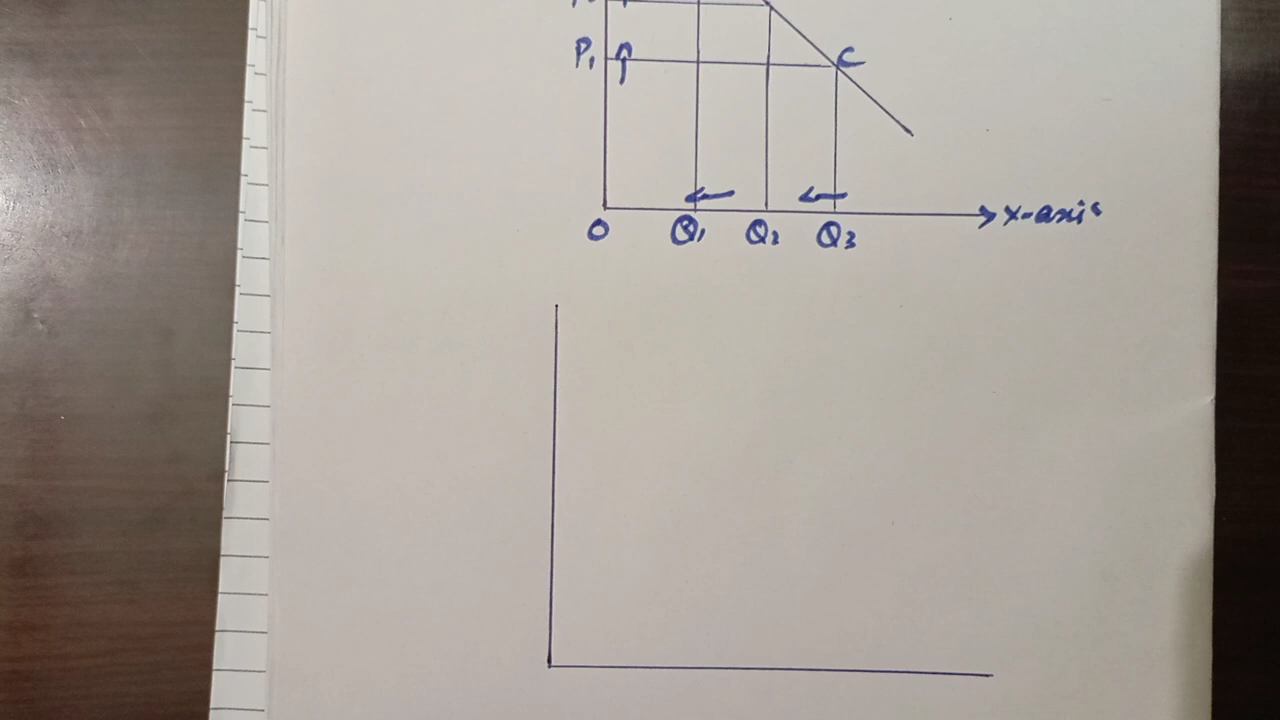 P₁ C
O Q₁ Q₂ Q₃ x-axis